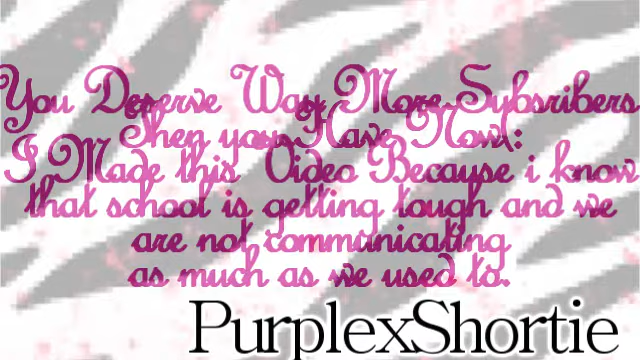 You Deserve Way More Subsribers
Then you Have Now\:
I Made this Video Because i know
that school is getting tough and we
are not communicating
as much as we used to.
PurplexShortie